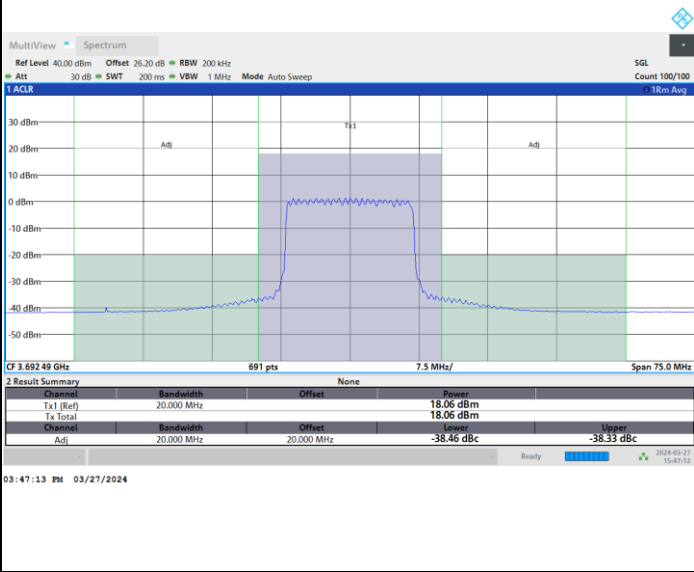 MultiView Spectrum
Ref Level 40.00 dBm Offset 26.20 dB RBW 200 kHz SGL
Att 30 dB SWT 200 ms VBW 1 MHz Mode Auto Sweep Count 100/100
1 ACLR 1Rm Avg
30 dBm
Tx1
Adj Adj
20 dBm
10 dBm
0 dBm
-10 dBm
-20 dBm
-30 dBm
-40 dBm
-50 dBm
CF 3.692 49 GHz 691 pts 7.5 MHz/ Span 75.0 MHz
2 Result Summary None
Channel Bandwidth Offset Power
Tx1 (Ref) 20.000 MHz 18.06 dBm
Tx Total 18.06 dBm
Channel Bandwidth Offset Lower Upper
Adj 20.000 MHz 20.000 MHz -38.46 dBc -38.33 dBc
Ready 2024-03-27
15:47:12
03:47:13 PM 03/27/2024